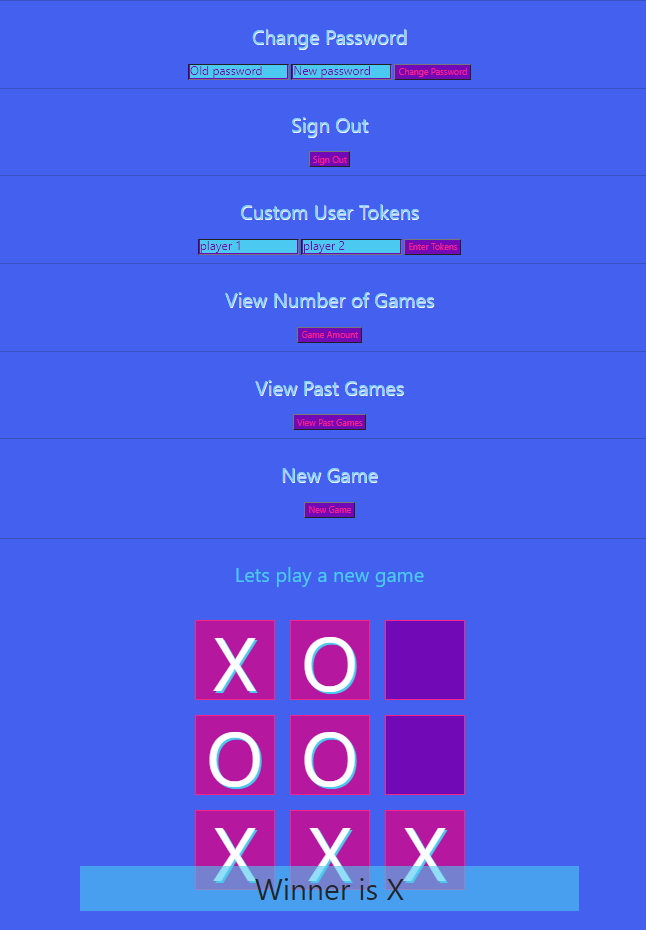 Change Password
Old password New password Change Password
Sign Out
Sign Out
Custom User Tokens
player 1 player 2 Enter Tokens
View Number of Games
Game Amount
View Past Games
View Past Games
New Game
New Game
Lets play a new game
X O
O O
X X X
Winner is X